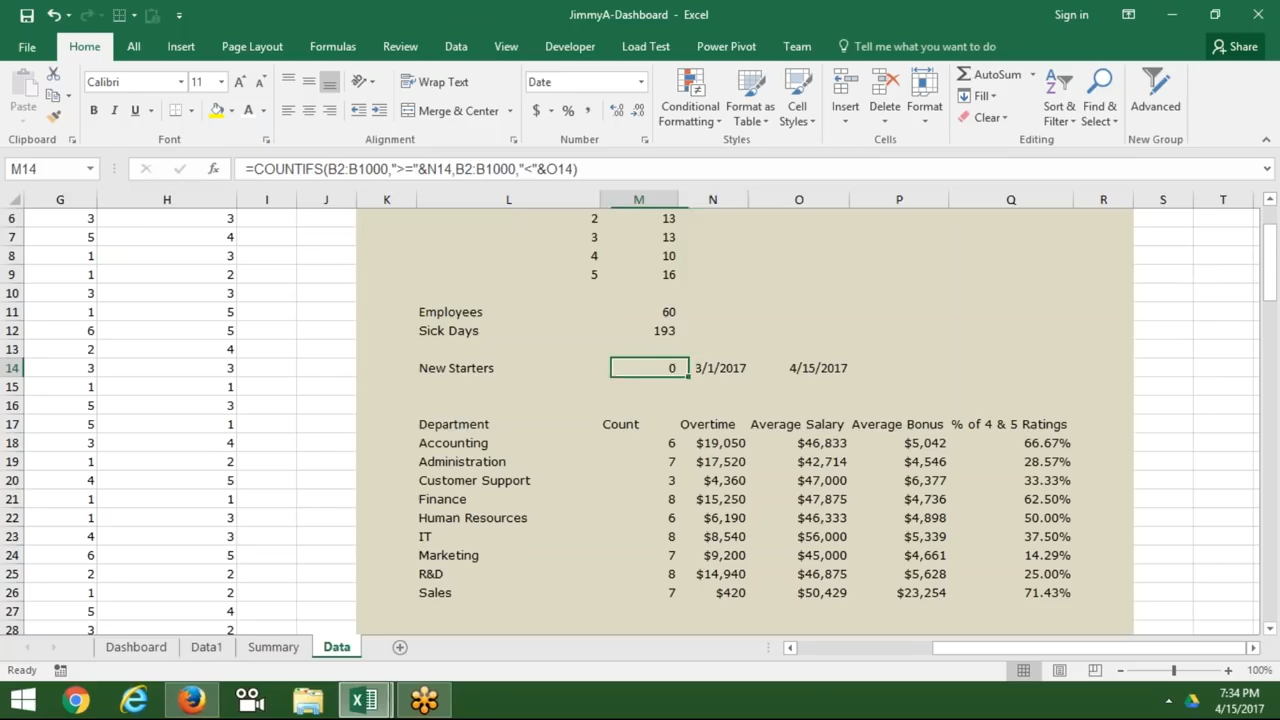 JimmyA-Dashboard - Excel
Sign in
File Home All Insert Page Layout Formulas Review Data View Developer Load Test Power Pivot Team Tell me what you want to do Share
Paste
Calibri 11
B I U
Wrap Text
Merge & Center
Date
$ % ,
Conditional Formatting
Format as Table
Cell Styles
Insert Delete Format
AutoSum
Fill
Clear
Sort & Filter
Find & Select
Advanced
Clipboard Font Alignment Number Styles Cells Editing New Group
M14 fx =COUNTIFS(B2:B1000,">="&N14,B2:B1000,"<"&O14)
G H I J K L M N O P Q R S T
6 3 3 2 13
7 5 4 3 13
8 1 3 4 10
9 1 2 5 16
10 3 3
11 1 5 Employees 60
12 6 5 Sick Days 193
13 2 4
14 3 3 New Starters 0 3/1/2017 4/15/2017
15 1 1
16 5 3
17 5 1 Department Count Overtime Average Salary Average Bonus % of 4 & 5 Ratings
18 3 4 Accounting 6 $19,050 $46,833 $5,042 66.67%
19 1 2 Administration 7 $17,520 $42,714 $4,546 28.57%
20 4 5 Customer Support 3 $4,360 $47,000 $6,377 33.33%
21 1 1 Finance 8 $15,250 $47,875 $4,736 62.50%
22 1 3 Human Resources 6 $6,190 $46,333 $4,898 50.00%
23 4 3 IT 8 $8,540 $56,000 $5,339 37.50%
24 6 5 Marketing 7 $9,200 $45,000 $4,661 14.29%
25 2 2 R&D 8 $14,940 $46,875 $5,628 25.00%
26 1 2 Sales 7 $420 $50,429 $23,254 71.43%
27 5 4
28 3 2
Dashboard Data1 Summary Data
Ready 100%
7:34 PM
4/15/2017